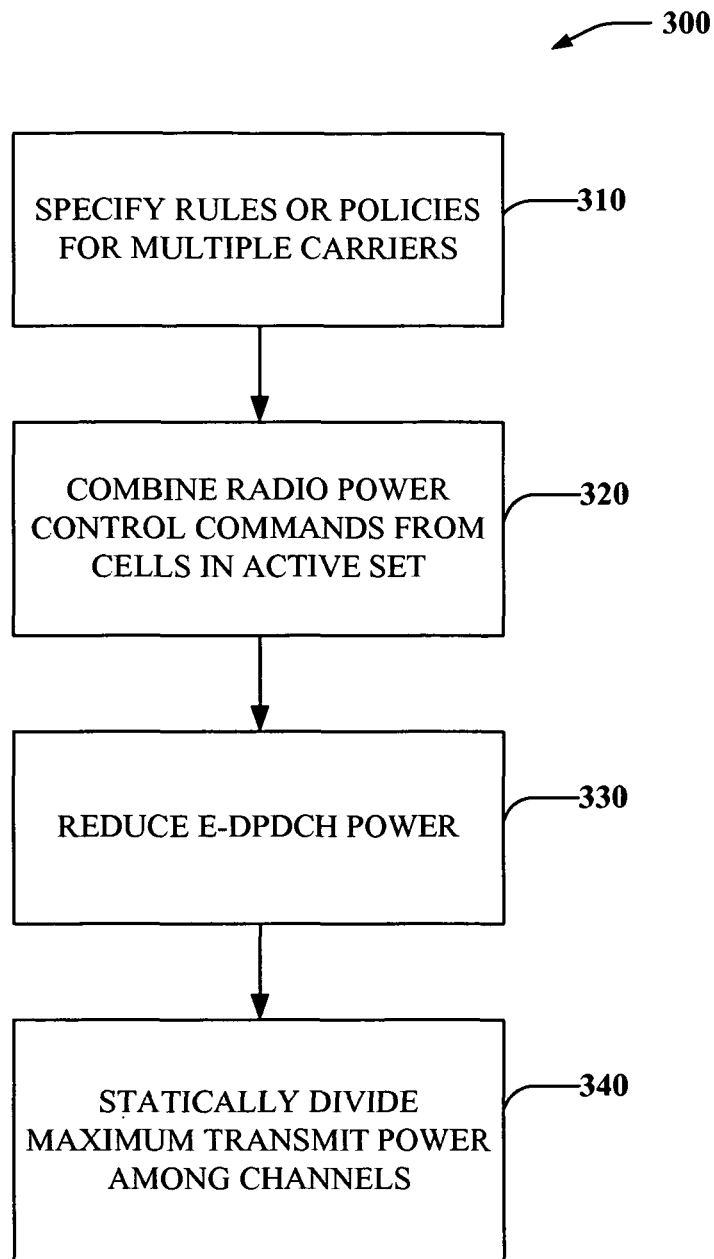 300
SPECIFY RULES OR POLICIES
FOR MULTIPLE CARRIERS
310
COMBINE RADIO POWER
CONTROL COMMANDS FROM
CELLS IN ACTIVE SET
320
REDUCE E-DPDCH POWER
330
STATICALLY DIVIDE
MAXIMUM TRANSMIT POWER
AMONG CHANNELS
340